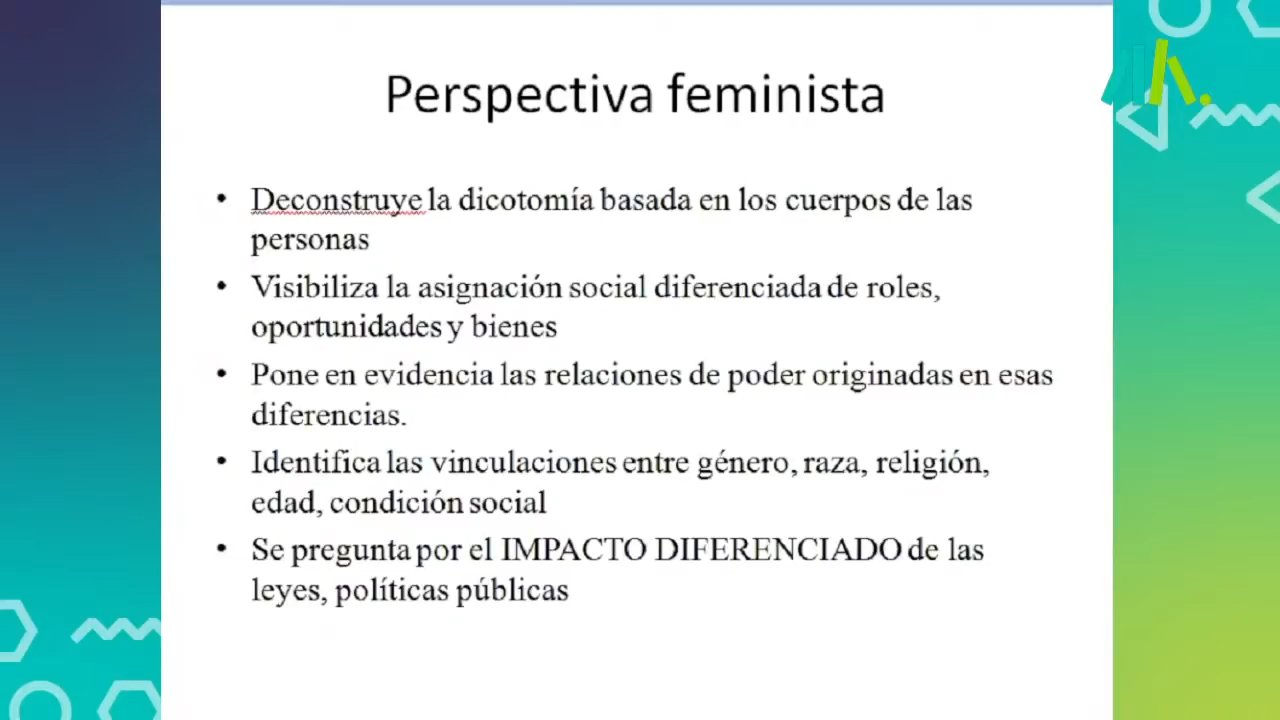 Perspectiva feminista
• Deconstruye la dicotomía basada en los cuerpos de las
personas
• Visibiliza la asignación social diferenciada de roles,
oportunidades y bienes
• Pone en evidencia las relaciones de poder originadas en esas
diferencias.
• Identifica las vinculaciones entre género, raza, religión,
edad, condición social
• Se pregunta por el IMPACTO DIFERENCIADO de las
leyes, políticas públicas